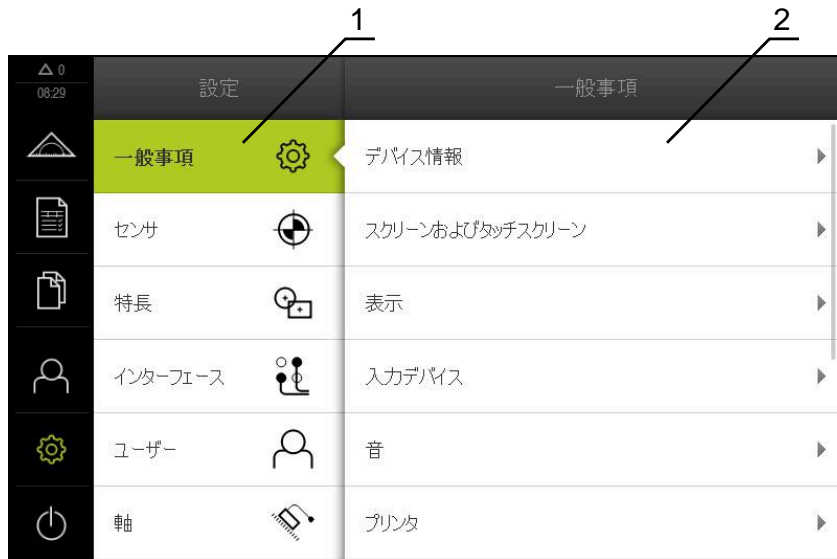 1
2
△ 0
08:29
設定
一般事項
一般事項
デバイス情報
センサ
スクリーンおよびタッチスクリーン
特長
表示
インターフェース
入力デバイス
ユーザー
音
軸
プリンタ